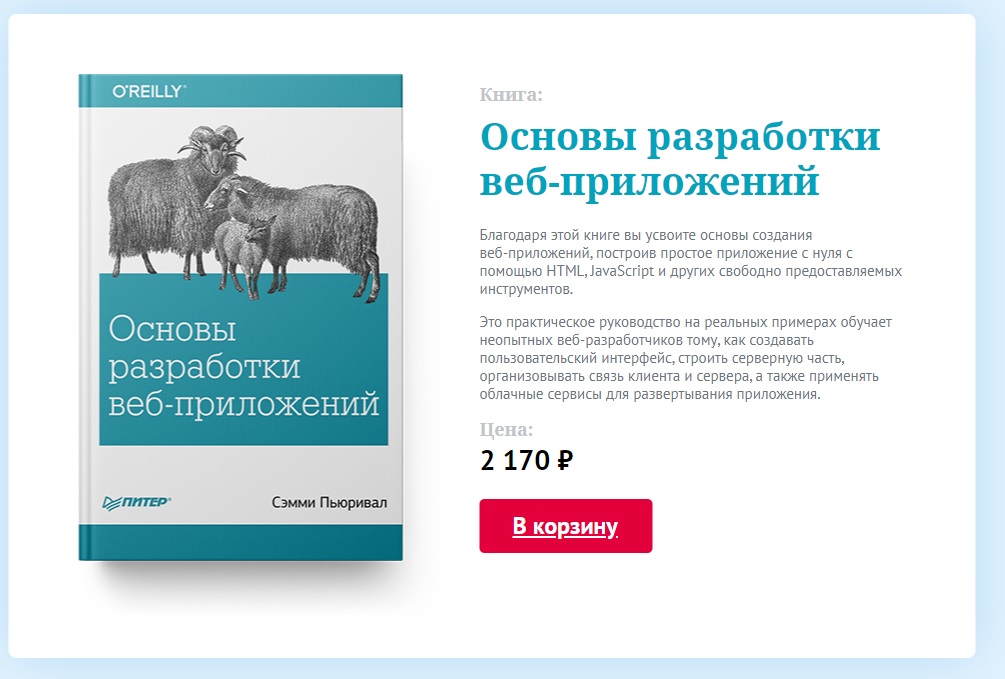 O'REILLY®
Основы
разработки
веб-приложений
ПИТЕР®
Сэмми Пьюривал
Книга:
Основы разработки
веб-приложений
Благодаря этой книге вы усвоите основы создания
веб-приложений, построив простое приложение с нуля с
помощью HTML, JavaScript и других свободно предоставляемых
инструментов.
Это практическое руководство на реальных примерах обучает
неопытных веб-разработчиков тому, как создавать
пользовательский интерфейс, строить серверную часть,
организовывать связь клиента и сервера, а также применять
облачные сервисы для развертывания приложения.
Цена:
2 170 ₽
В корзину